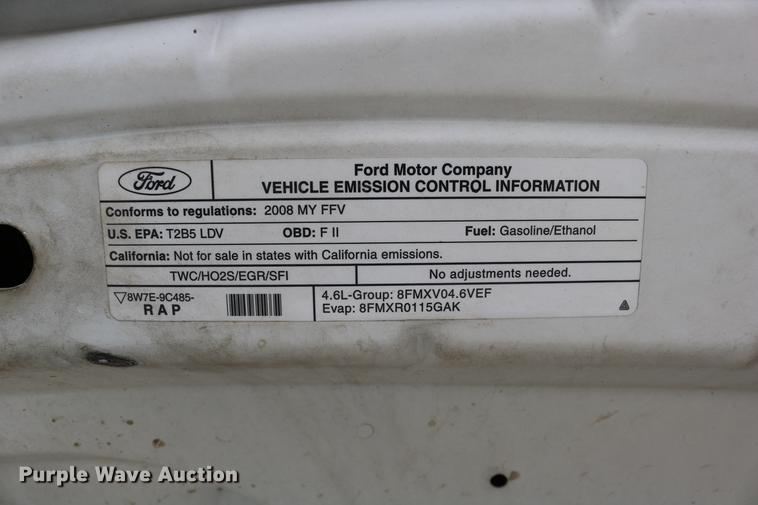 Ford
Ford Motor Company
VEHICLE EMISSION CONTROL INFORMATION
Conforms to regulations: 2008 MY FFV
U.S. EPA: T2B5 LDV OBD: F II Fuel: Gasoline/Ethanol
California: Not for sale in states with California emissions.
TWC/HO2S/EGR/SFI No adjustments needed.
▽8W7E-9C485-
R A P
4.6L-Group: 8FMXV04.6VEF
Evap: 8FMXR0115GAK
Purple Wave Auction